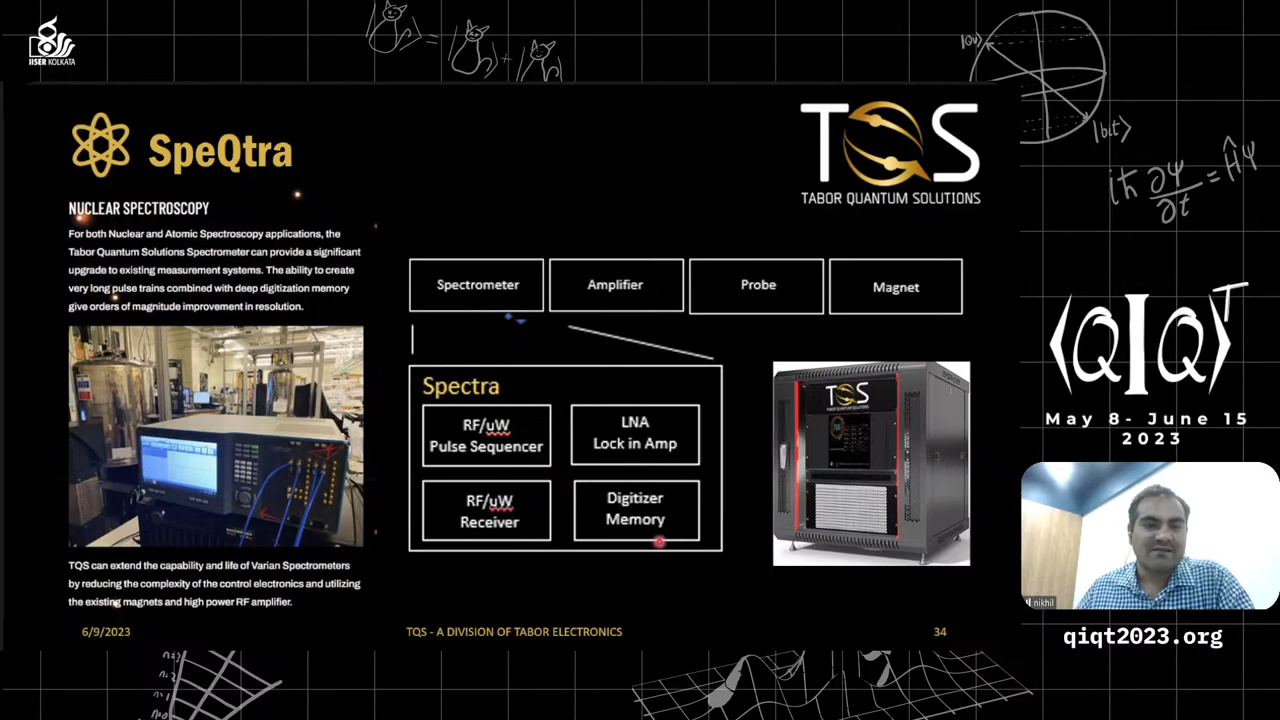 IISER KOLKATA
SpeQtra
TQS
TABOR QUANTUM SOLUTIONS
NUCLEAR SPECTROSCOPY
For both Nuclear and Atomic Spectroscopy applications, the
Tabor Quantum Solutions Spectrometer can provide a significant
upgrade to existing measurement systems. The ability to create
very long pulse trains combined with deep digitization memory
give orders of magnitude improvement in resolution.
Spectrometer
Amplifier
Probe
Magnet
Spectra
RF/uW
Pulse Sequencer
LNA
Lock in Amp
RF/uW
Receiver
Digitizer
Memory
TQS
TQS can extend the capability and life of Varian Spectrometers
by reducing the complexity of the control electronics and utilizing
the existing magnets and high power RF amplifier.
6/9/2023
TQS - A DIVISION OF TABOR ELECTRONICS
34
|bit⟩
iħ ∂ψ/∂t = Ĥψ
⟨QIQ⟩T
May 8- June 15
2023
nikhil
qiqt2023.org
n=3
n=2
n=1
n=0